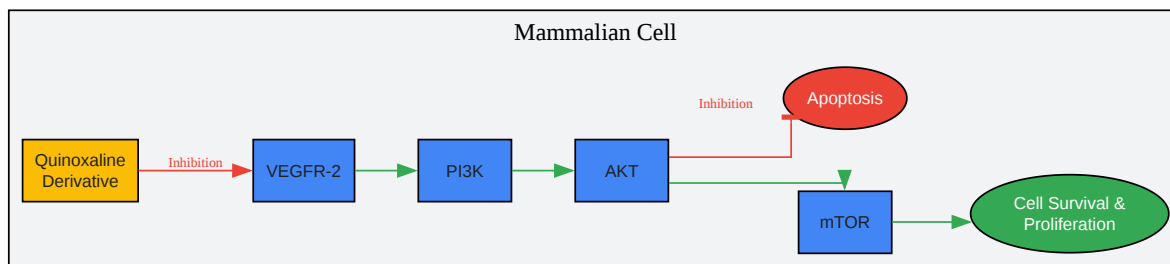 Mammalian Cell
Inhibition
Apoptosis
Quinoxaline
Derivative
Inhibition
VEGFR-2
PI3K
AKT
mTOR
Cell Survival &
Proliferation